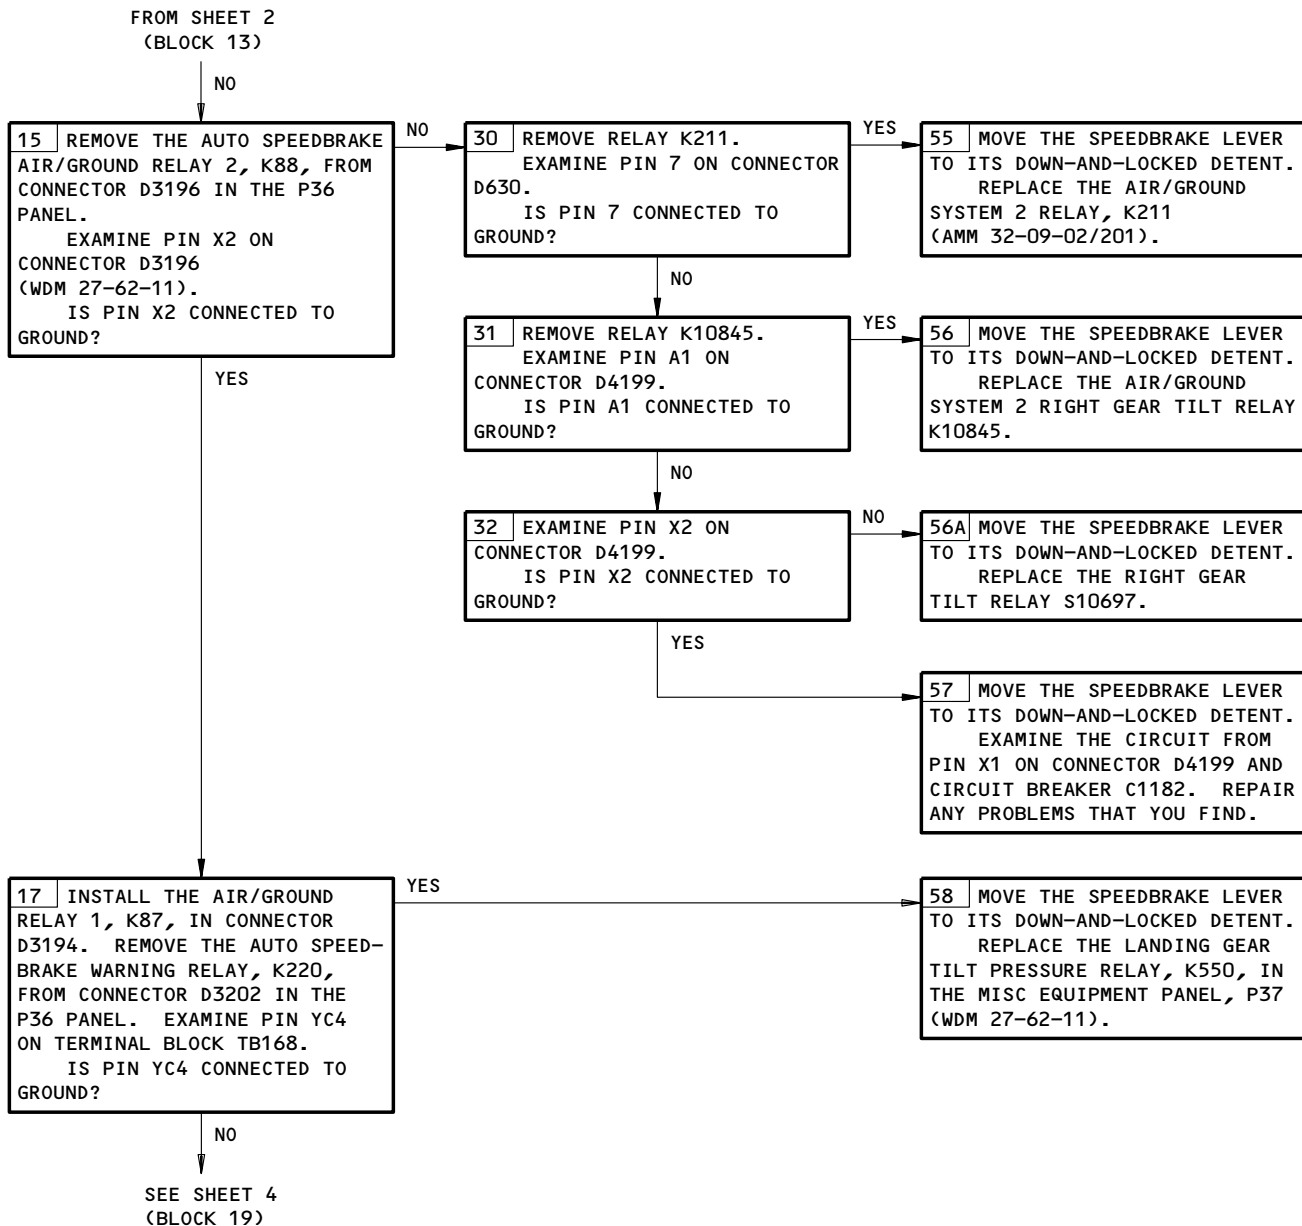 FROM SHEET 2
(BLOCK 13)
NO
15 REMOVE THE AUTO SPEEDBRAKE
AIR/GROUND RELAY 2, K88, FROM
CONNECTOR D3196 IN THE P36
PANEL.
EXAMINE PIN X2 ON
CONNECTOR D3196
(WDM 27-62-11).
IS PIN X2 CONNECTED TO
GROUND?
NO
YES
30 REMOVE RELAY K211.
EXAMINE PIN 7 ON CONNECTOR
D630.
IS PIN 7 CONNECTED TO
GROUND?
YES
NO
55 MOVE THE SPEEDBRAKE LEVER
TO ITS DOWN-AND-LOCKED DETENT.
REPLACE THE AIR/GROUND
SYSTEM 2 RELAY, K211
(AMM 32-09-02/201).
31 REMOVE RELAY K10845.
EXAMINE PIN A1 ON
CONNECTOR D4199.
IS PIN A1 CONNECTED TO
GROUND?
YES
NO
56 MOVE THE SPEEDBRAKE LEVER
TO ITS DOWN-AND-LOCKED DETENT.
REPLACE THE AIR/GROUND
SYSTEM 2 RIGHT GEAR TILT RELAY
K10845.
32 EXAMINE PIN X2 ON
CONNECTOR D4199.
IS PIN X2 CONNECTED TO
GROUND?
NO
YES
56A MOVE THE SPEEDBRAKE LEVER
TO ITS DOWN-AND-LOCKED DETENT.
REPLACE THE RIGHT GEAR
TILT RELAY S10697.
57 MOVE THE SPEEDBRAKE LEVER
TO ITS DOWN-AND-LOCKED DETENT.
EXAMINE THE CIRCUIT FROM
PIN X1 ON CONNECTOR D4199 AND
CIRCUIT BREAKER C1182. REPAIR
ANY PROBLEMS THAT YOU FIND.
17 INSTALL THE AIR/GROUND
RELAY 1, K87, IN CONNECTOR
D3194. REMOVE THE AUTO SPEED-
BRAKE WARNING RELAY, K220,
FROM CONNECTOR D3202 IN THE
P36 PANEL. EXAMINE PIN YC4
ON TERMINAL BLOCK TB168.
IS PIN YC4 CONNECTED TO
GROUND?
YES
NO
58 MOVE THE SPEEDBRAKE LEVER
TO ITS DOWN-AND-LOCKED DETENT.
REPLACE THE LANDING GEAR
TILT PRESSURE RELAY, K550, IN
THE MISC EQUIPMENT PANEL, P37
(WDM 27-62-11).
SEE SHEET 4
(BLOCK 19)